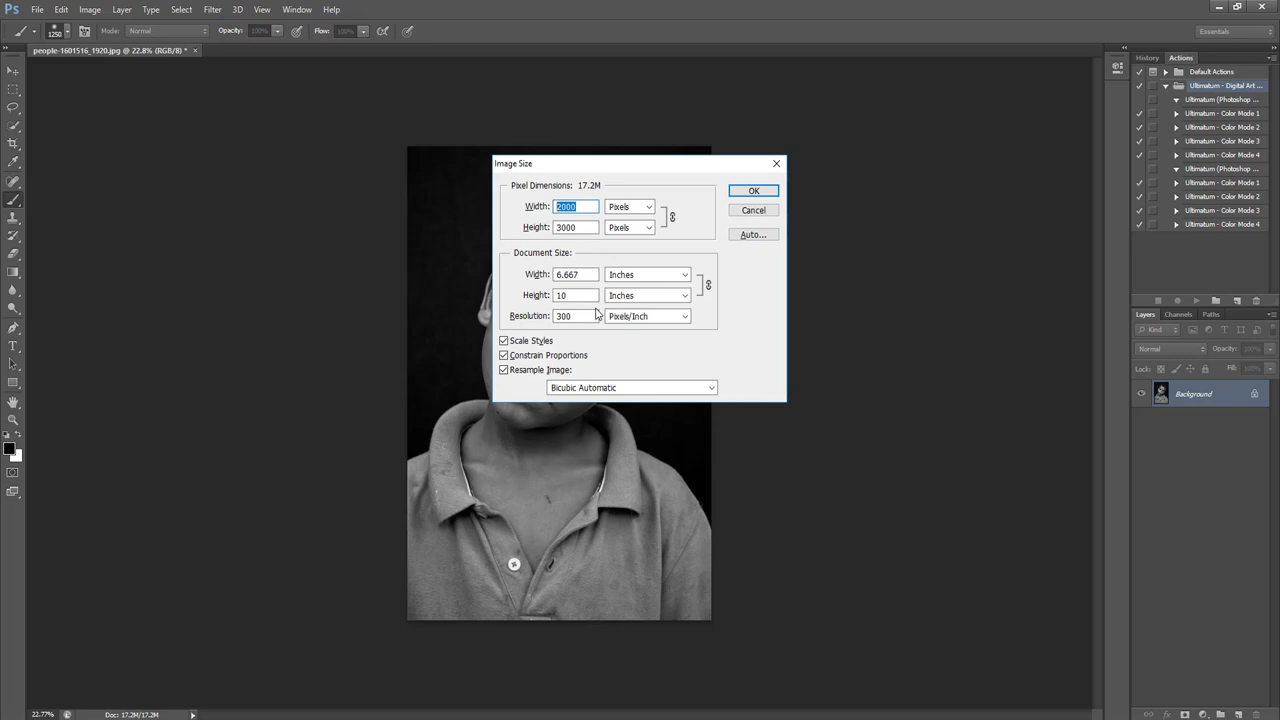 Ps File Edit Image Layer Type Select Filter 3D View Window Help
1250 Mode: Normal Opacity: 100% Flow: 100% Essentials
people-1601516_1920.jpg @ 22.8% (RGB/8) * ×
History Actions
Default Actions
Ultimatum - Digital Art ...
Ultimatum (Photoshop ...
Ultimatum - Color Mode 1
Ultimatum - Color Mode 2
Ultimatum - Color Mode 3
Ultimatum - Color Mode 4
Ultimatum (Photoshop ...
Ultimatum - Color Mode 1
Ultimatum - Color Mode 2
Ultimatum - Color Mode 3
Ultimatum - Color Mode 4
Image Size
Pixel Dimensions: 17.2M
Width: 2000 Pixels
Height: 3000 Pixels
Document Size:
Width: 6.667 Inches
Height: 10 Inches
Resolution: 300 Pixels/Inch
Scale Styles
Constrain Proportions
Resample Image:
Bicubic Automatic
OK
Cancel
Auto...
Layers Channels Paths
Kind
Normal Opacity: 100%
Lock: Fill: 100%
Background
22.77% Doc: 17.2M/17.2M